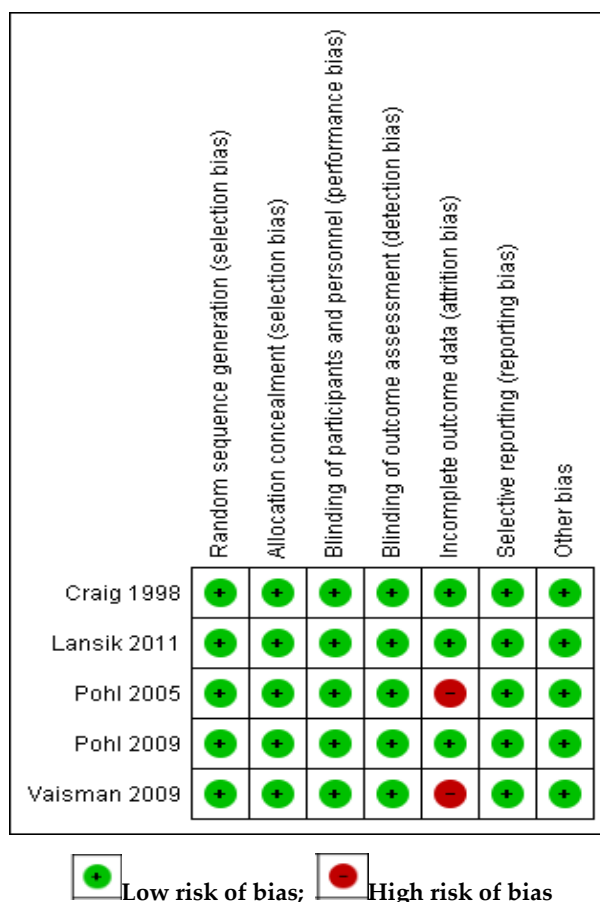 Random sequence generation (selection bias)
Allocation concealment (selection bias)
Blinding of participants and personnel (performance bias)
Blinding of outcome assessment (detection bias)
Incomplete outcome data (attrition bias)
Selective reporting (reporting bias)
Other bias
Craig 1998 + + + + + + +
Lansik 2011 + + + + + + +
Pohl 2005 + + + + - + +
Pohl 2009 + + + + + + +
Vaisman 2009 + + + + - + +
+ Low risk of bias; - High risk of bias